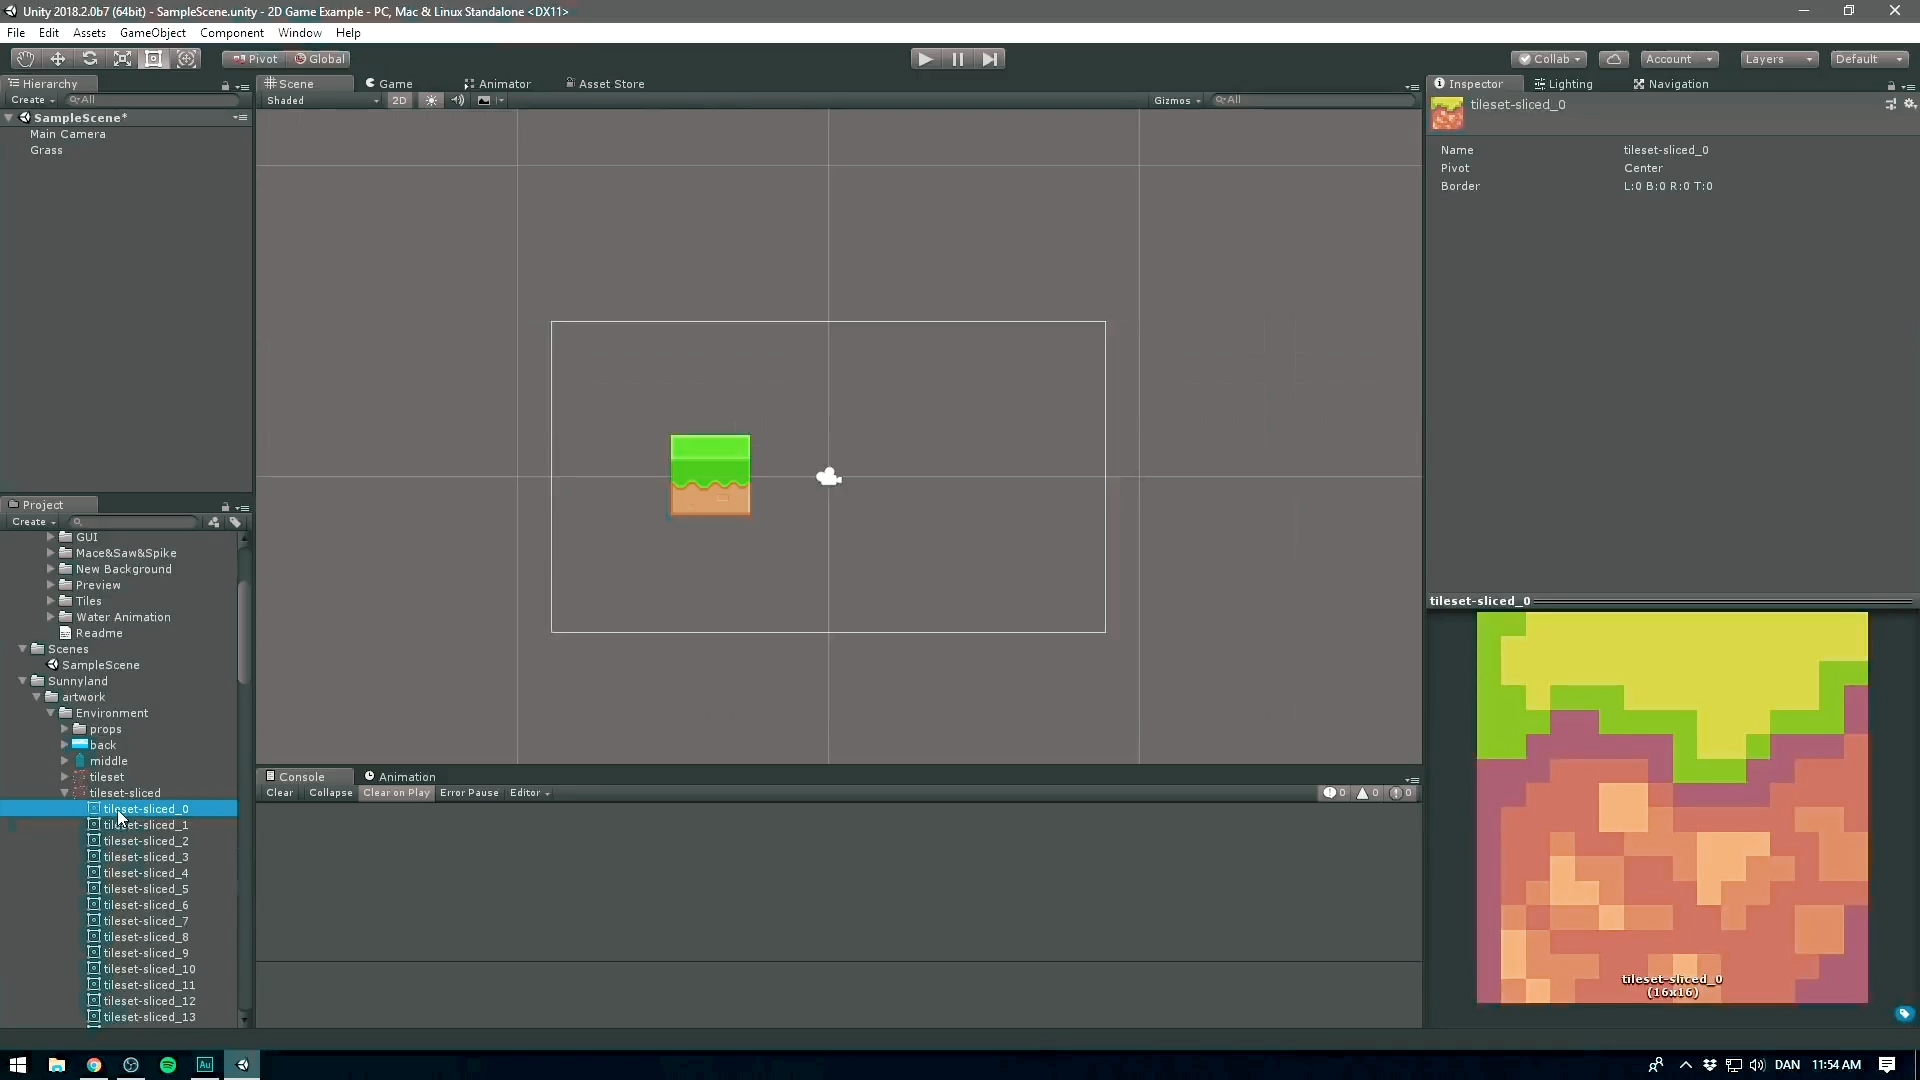 Unity 2018.2.0b7 (64bit) - SampleScene.unity - 2D Game Example - PC, Mac & Linux Standalone <DX11>
File Edit Assets GameObject Component Window Help
Pivot Global Collab Account Layers Default
Hierarchy
Create All
SampleScene*
Main Camera
Grass
Scene Game Animator Asset Store
Shaded 2D Gizmos All
Inspector Lighting Navigation
tileset-sliced_0
Name tileset-sliced_0
Pivot Center
Border L:0 B:0 R:0 T:0
Project
Create
GUI
Mace&Saw&Spike
New Background
Preview
Tiles
Water Animation
Readme
Scenes
SampleScene
Sunnyland
artwork
Environment
props
back
middle
tileset
tileset-sliced
tileset-sliced_0
tileset-sliced_1
tileset-sliced_2
tileset-sliced_3
tileset-sliced_4
tileset-sliced_5
tileset-sliced_6
tileset-sliced_7
tileset-sliced_8
tileset-sliced_9
tileset-sliced_10
tileset-sliced_11
tileset-sliced_12
tileset-sliced_13
Console Animation
Clear Collapse Clear on Play Error Pause Editor 0 0 0
tileset-sliced_0
tileset-sliced_0
(16x16)
Au DAN 11:54 AM